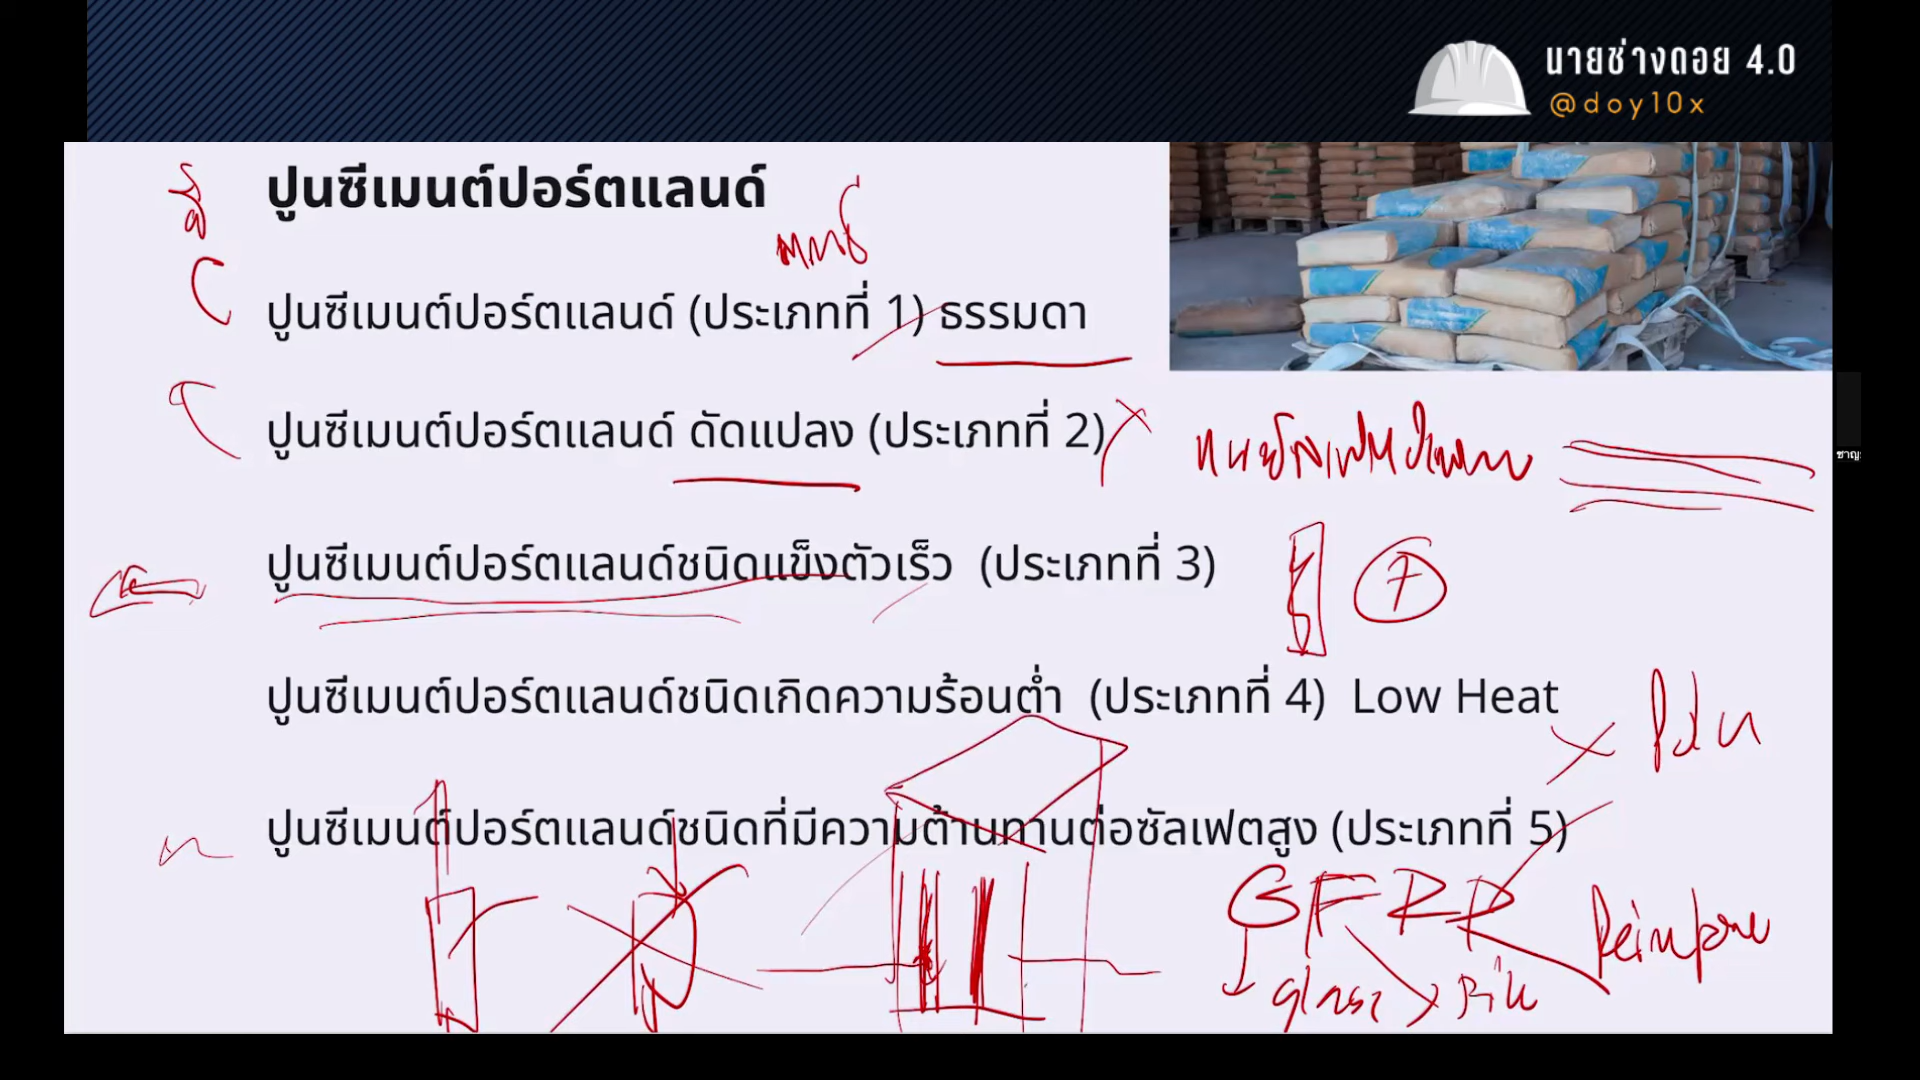 นายช่างดอย 4.0
@doy10x
ปูนซีเมนต์ปอร์ตแลนด์
ปูนซีเมนต์ปอร์ตแลนด์ (ประเภทที่ 1) ธรรมดา
ปูนซีเมนต์ปอร์ตแลนด์ ดัดแปลง (ประเภทที่ 2)
ปูนซีเมนต์ปอร์ตแลนด์ชนิดแข็งตัวเร็ว (ประเภทที่ 3)
7
ปูนซีเมนต์ปอร์ตแลนด์ชนิดเกิดความร้อนต่ำ (ประเภทที่ 4) Low Heat
ปูนซีเมนต์ปอร์ตแลนด์ชนิดที่มีความต้านทานต่อซัลเฟตสูง (ประเภทที่ 5)
GFRP
glass